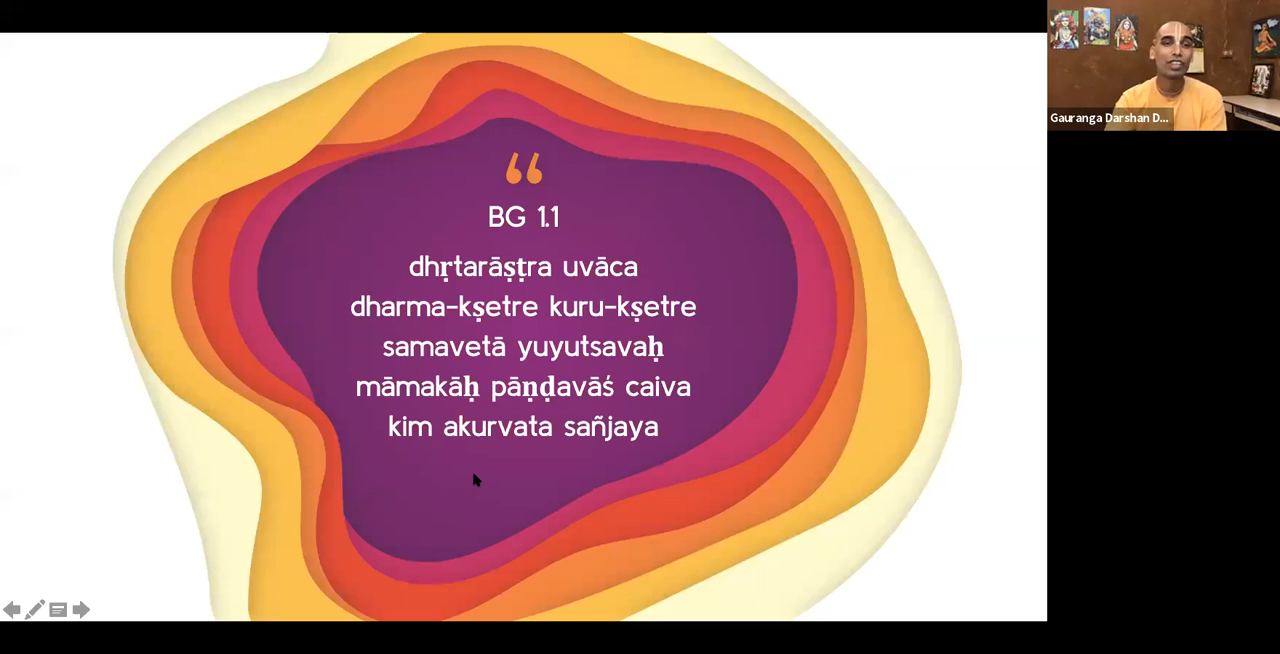 “
BG 1.1
dhṛtarāṣṭra uvāca
dharma-kṣetre kuru-kṣetre
samavetā yuyutsavaḥ
māmakāḥ pāṇḍavāś caiva
kim akurvata sañjaya
Gauranga Darshan D...